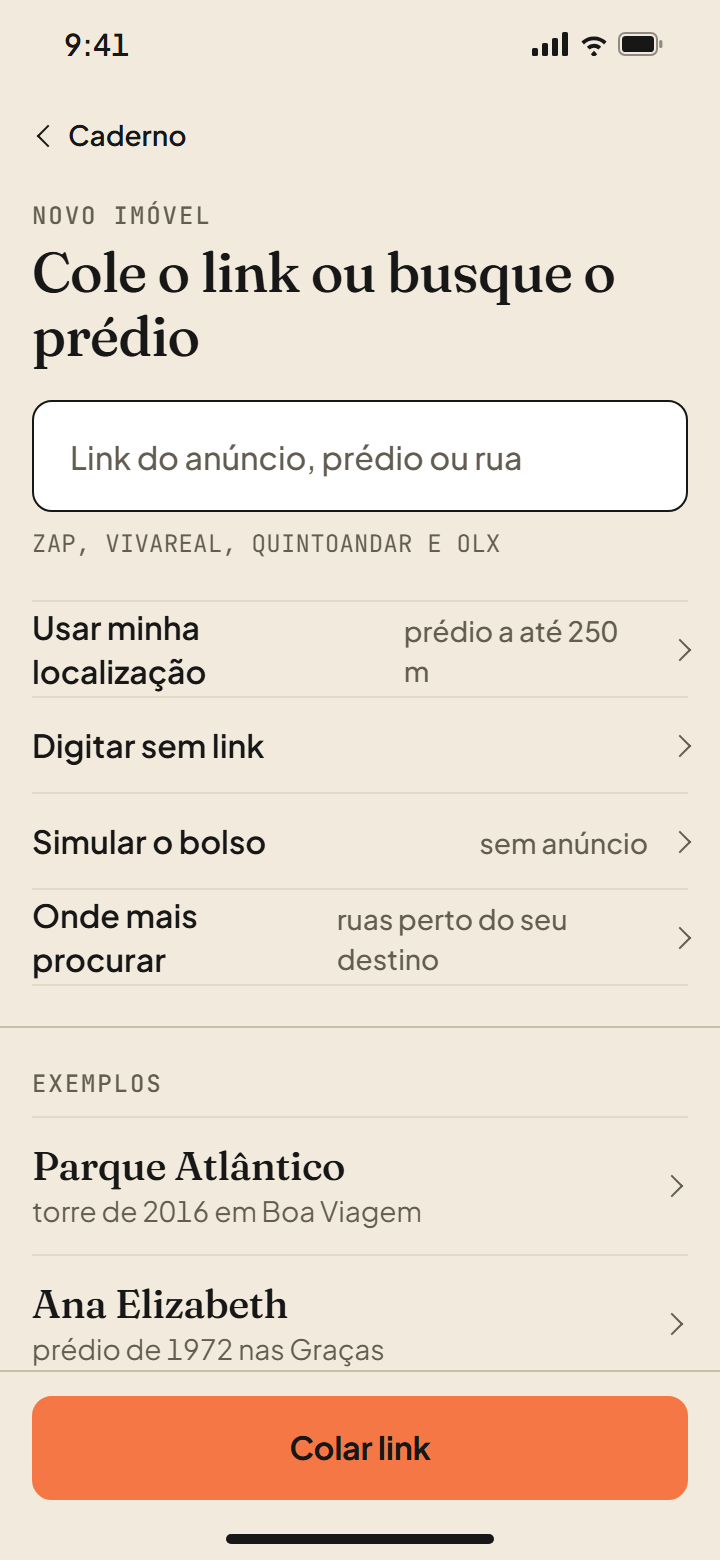 9:41
Caderno
NOVO IMÓVEL
Cole o link ou busque o
prédio
Link do anúncio, prédio ou rua
ZAP, VIVAREAL, QUINTOANDAR E OLX
Usar minha
localização
prédio a até 250
m
Digitar sem link
Simular o bolso
sem anúncio
Onde mais
procurar
ruas perto do seu
destino
EXEMPLOS
Parque Atlântico
torre de 2016 em Boa Viagem
Ana Elizabeth
prédio de 1972 nas Graças
Colar link